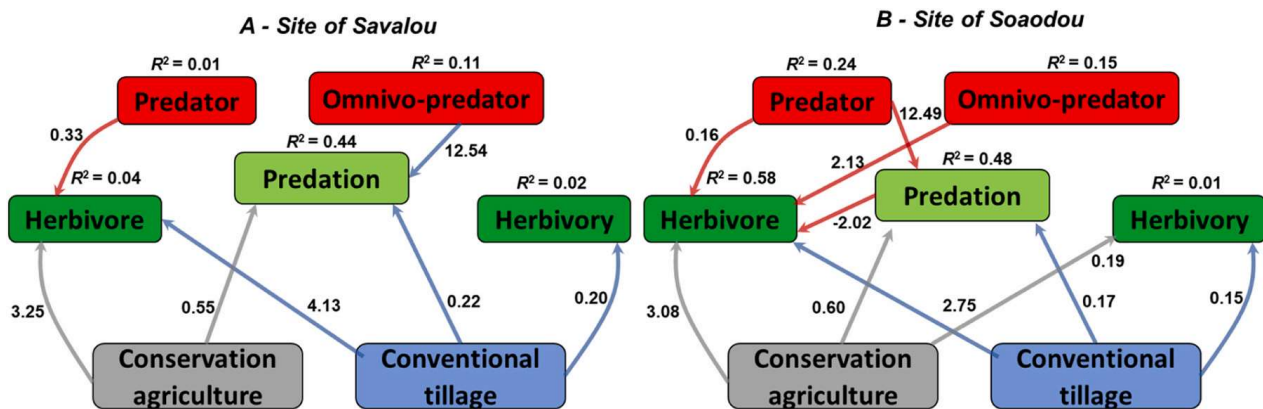 A - Site of Savalou
R² = 0.01
R² = 0.11
Predator
Omnivo-predator
0.33
12.54
R² = 0.44
Predation
R² = 0.04
R² = 0.02
Herbivore
Herbivory
3.25
0.55
4.13
0.22
0.20
Conservation
agriculture
Conventional
tillage
B - Site of Soaodou
R² = 0.24
R² = 0.15
Predator
Omnivo-predator
0.16
12.49
2.13
R² = 0.48
Predation
R² = 0.58
R² = 0.01
Herbivore
Herbivory
-2.02
0.19
3.08
0.60
2.75
0.17
0.15
Conservation
agriculture
Conventional
tillage